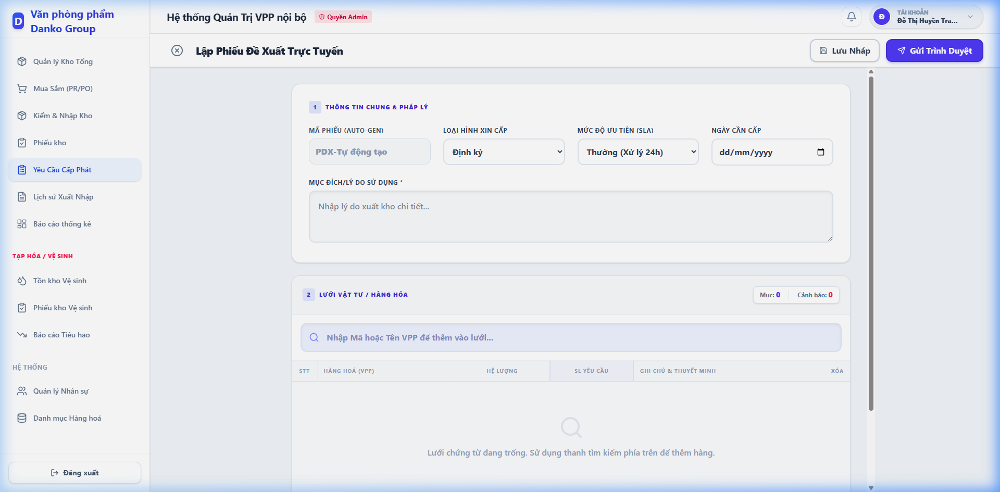 D
Văn phòng phẩm
Danko Group
Quản lý Kho Tổng
Mua Sắm (PR/PO)
Kiểm & Nhập Kho
Phiếu kho
Yêu Cầu Cấp Phát
Lịch sử Xuất Nhập
Báo cáo thống kê
TẠP HÓA / VỆ SINH
Tồn kho Vệ sinh
Phiếu kho Vệ sinh
Báo cáo Tiêu hao
HỆ THỐNG
Quản lý Nhân sự
Danh mục Hàng hoá
Đăng xuất
Hệ thống Quản Trị VPP nội bộ
Quyền Admin
Đ
TÀI KHOẢN
Đỗ Thị Huyền Tra...
Lập Phiếu Đề Xuất Trực Tuyến
Lưu Nháp
Gửi Trình Duyệt
1 THÔNG TIN CHUNG & PHÁP LÝ
MÃ PHIẾU (AUTO-GEN)
PDX-Tự động tạo
LOẠI HÌNH XIN CẤP
Định kỳ
MỨC ĐỘ ƯU TIÊN (SLA)
Thường (Xử lý 24h)
NGÀY CẦN CẤP
dd/mm/yyyy
MỤC ĐÍCH/LÝ DO SỬ DỤNG *
Nhập lý do xuất kho chi tiết...
2 LƯỚI VẬT TƯ / HÀNG HÓA
Mục: 0
Cảnh báo: 0
Nhập Mã hoặc Tên VPP để thêm vào lưới...
STT HÀNG HOÁ (VPP) HỆ LƯỢNG SL YÊU CẦU GHI CHÚ & THUYẾT MINH XÓA
Lưới chứng từ đang trống. Sử dụng thanh tìm kiếm phía trên để thêm hàng.